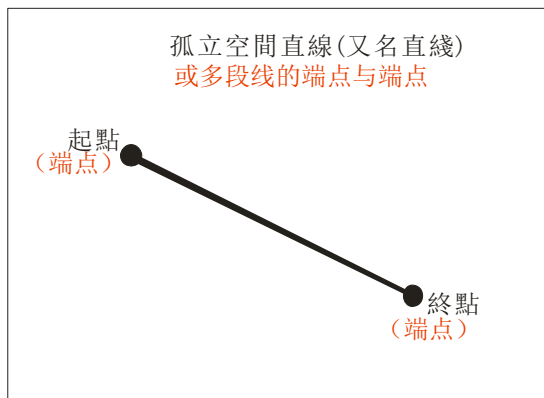 孤立空間直線(又名直綫)
或多段线的端点与端点
起點
（端点）
終點
（端点）